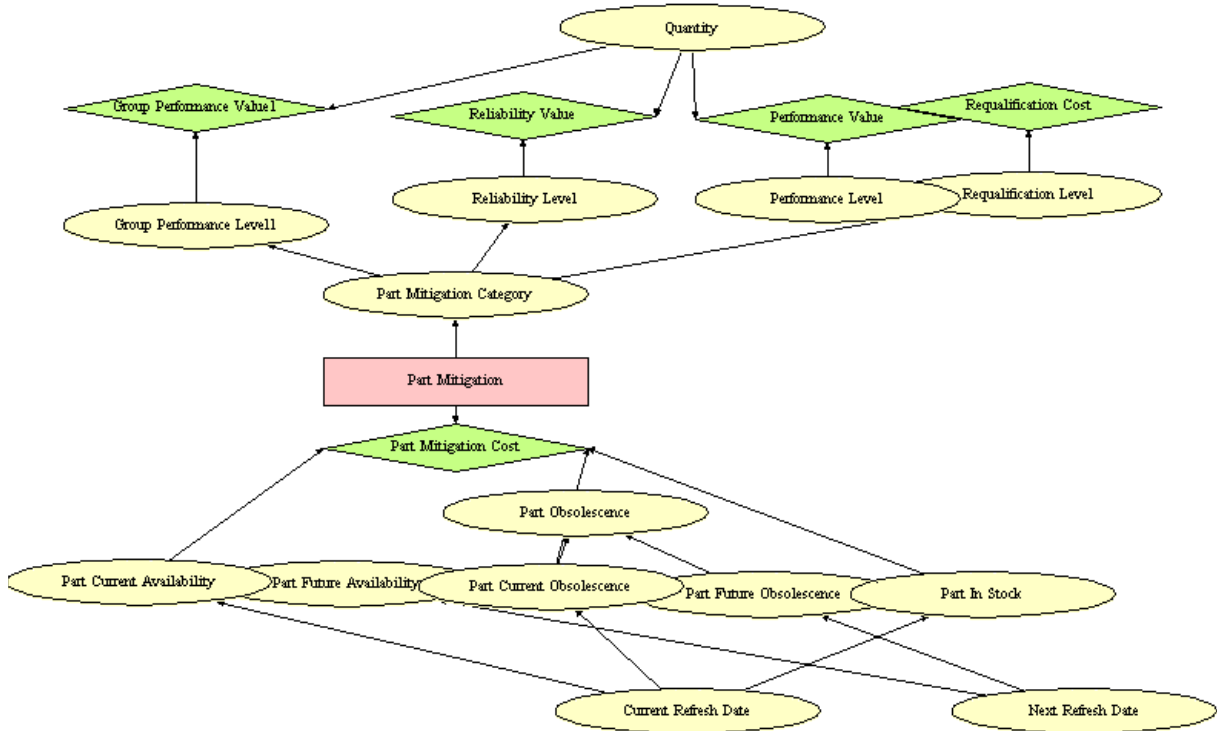 Quantity
Group Performance Value1
Reliability Value
Performance Value
Requalification Cost
Group Performance Level1
Reliability Level
Performance Level
Requalification Level
Part Mitigation Category
Part Mitigation
Part Mitigation Cost
Part Obsolescence
Part Current Availability
Part Future Availability
Part Current Obsolescence
Part Future Obsolescence
Part In Stock
Current Refresh Date
Next Refresh Date